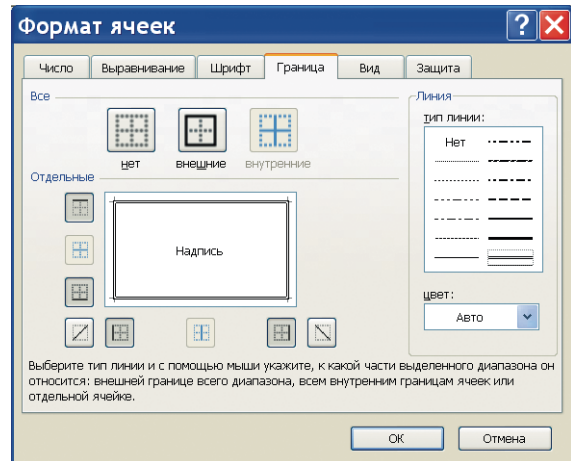 Формат ячеек
Число Выравнивание Шрифт Граница Вид Защита
Все
нет внешние внутренние
Отдельные
Надпись
Линия
тип линии:
Нет
цвет:
Авто
Выберите тип линии и с помощью мыши укажите, к какой части выделенного диапазона он
относится: внешней границе всего диапазона, всем внутренним границам ячеек или
отдельной ячейке.
ОК Отмена